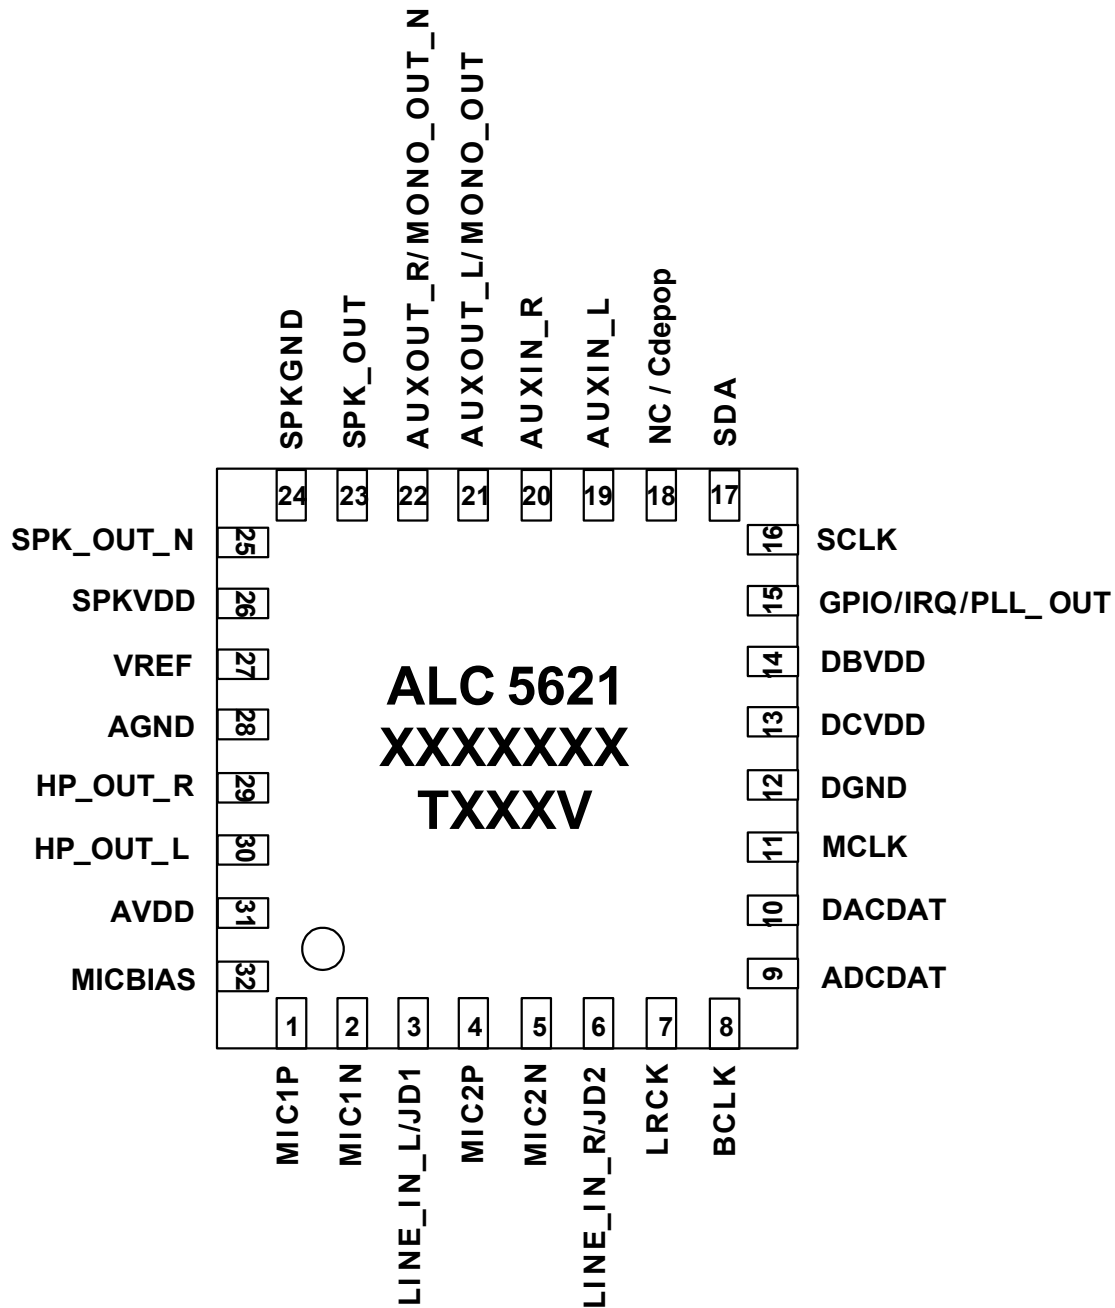 SPKGND
SPK_OUT
AUXOUT_R/MONO_OUT_N
AUXOUT_L/MONO_OUT
AUXIN_R
AUXIN_L
NC / Cdepop
SDA
24
23
22
21
20
19
18
17
SPK_OUT_N
25
SPKVDD
26
VREF
27
AGND
28
HP_OUT_R
29
HP_OUT_L
30
AVDD
31
MICBIAS
32
ALC 5621
XXXXXXX
TXXXV
16
SCLK
15
GPIO/IRQ/PLL_ OUT
14
DBVDD
13
DCVDD
12
DGND
11
MCLK
10
DACDAT
9
ADCDAT
1
2
3
4
5
6
7
8
MIC1P
MIC1N
LINE_IN_L/JD1
MIC2P
MIC2N
LINE_IN_R/JD2
LRCK
BCLK